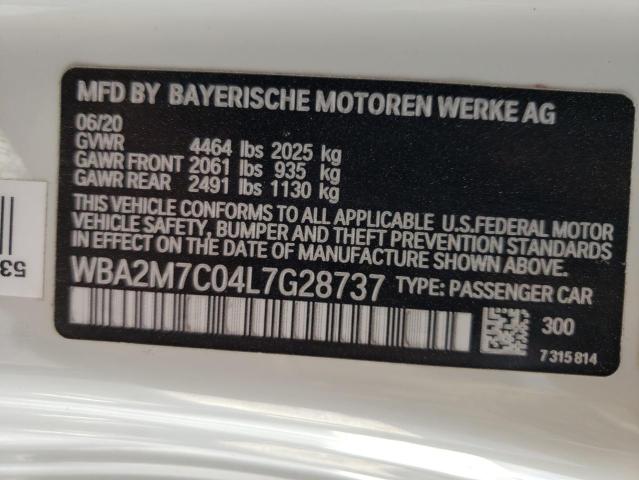 MFD BY BAYERISCHE MOTOREN WERKE AG
06/20
GVWR 4464 lbs 2025 kg
GAWR FRONT 2061 lbs 935 kg
GAWR REAR 2491 lbs 1130 kg
THIS VEHICLE CONFORMS TO ALL APPLICABLE U.S.FEDERAL MOTOR
VEHICLE SAFETY, BUMPER AND THEFT PREVENTION STANDARDS
IN EFFECT ON THE DATE OF MANUFACTURE SHOWN ABOVE.
WBA2M7C04L7G28737 TYPE: PASSENGER CAR
300
7 315 814
53